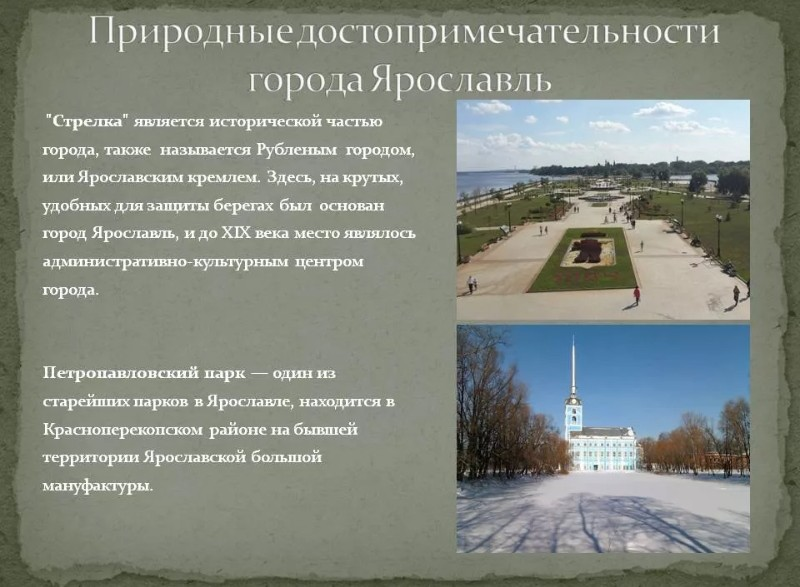 Природные достопримечательности
города Ярославль
"Стрелка" является исторической частью
города, также называется Рубленым городом,
или Ярославским кремлем. Здесь, на крутых,
удобных для защиты берегах был основан
город Ярославль, и до XIX века место являлось
административно-культурным центром
города.
Петропавловский парк — один из
старейших парков в Ярославле, находится в
Красноперекопском районе на бывшей
территории Ярославской большой
мануфактуры.